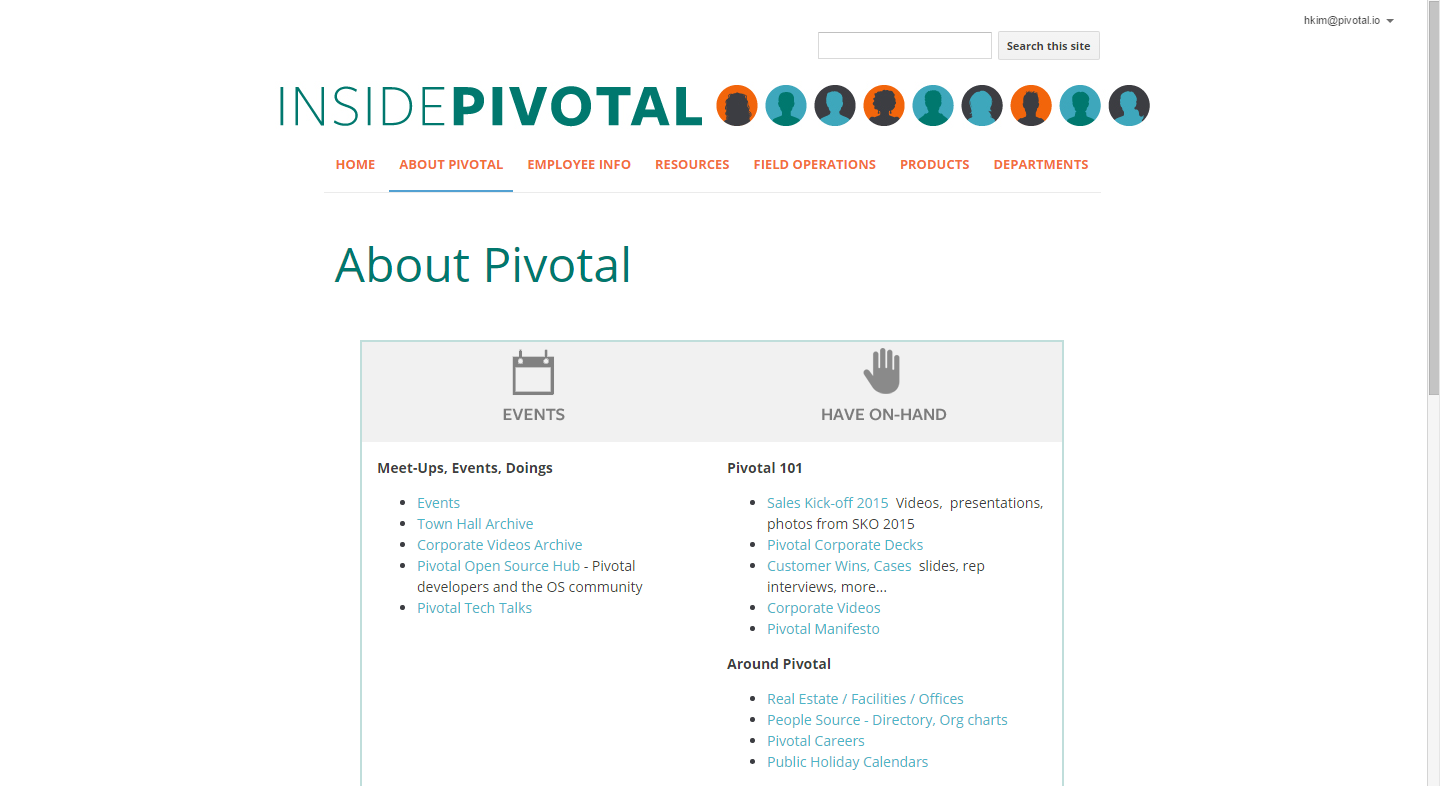 hkim@pivotal.io
Search this site
INSIDEPIVOTAL
HOME ABOUT PIVOTAL EMPLOYEE INFO RESOURCES FIELD OPERATIONS PRODUCTS DEPARTMENTS
About Pivotal
EVENTS
Meet-Ups, Events, Doings
Events
Town Hall Archive
Corporate Videos Archive
Pivotal Open Source Hub - Pivotal
developers and the OS community
Pivotal Tech Talks
HAVE ON-HAND
Pivotal 101
Sales Kick-off 2015 Videos, presentations,
photos from SKO 2015
Pivotal Corporate Decks
Customer Wins, Cases slides, rep
interviews, more...
Corporate Videos
Pivotal Manifesto
Around Pivotal
Real Estate / Facilities / Offices
People Source - Directory, Org charts
Pivotal Careers
Public Holiday Calendars